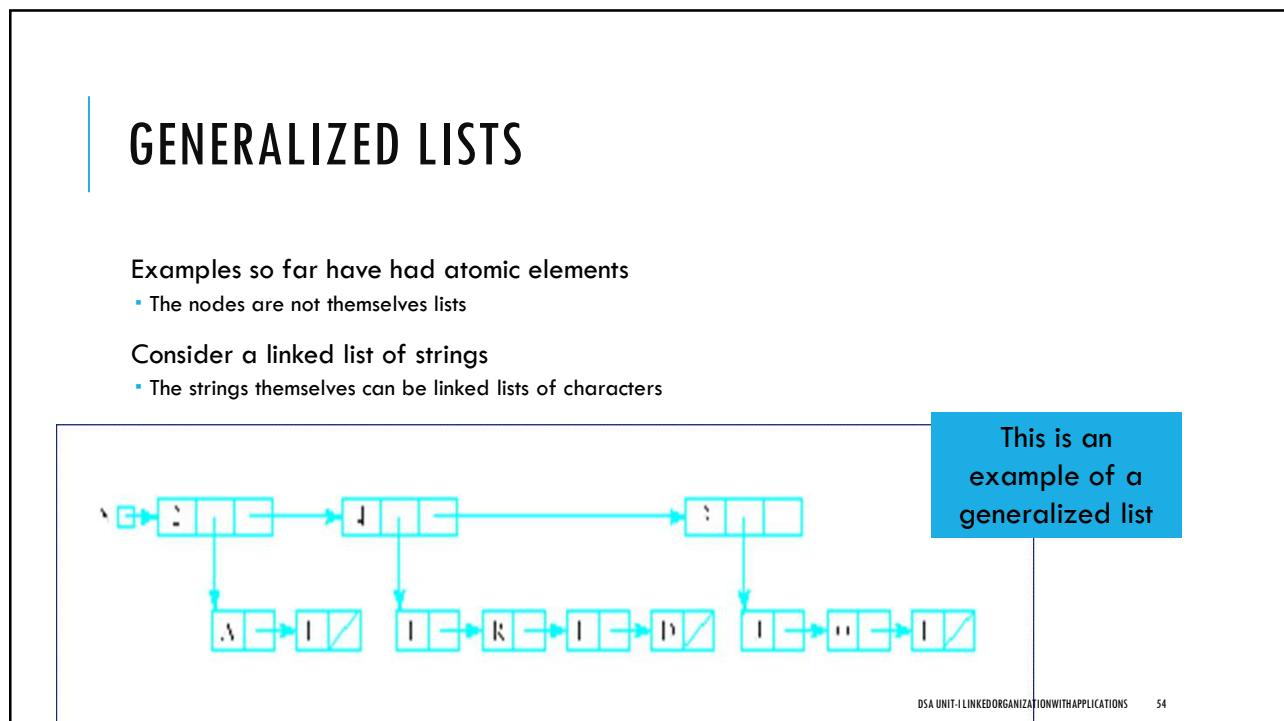 GENERALIZED LISTS
Examples so far have had atomic elements
▪ The nodes are not themselves lists
Consider a linked list of strings
▪ The strings themselves can be linked lists of characters
This is an
example of a
generalized list
DSA UNIT-I LINKEDORGANIZATIONWITHAPPLICATIONS 54